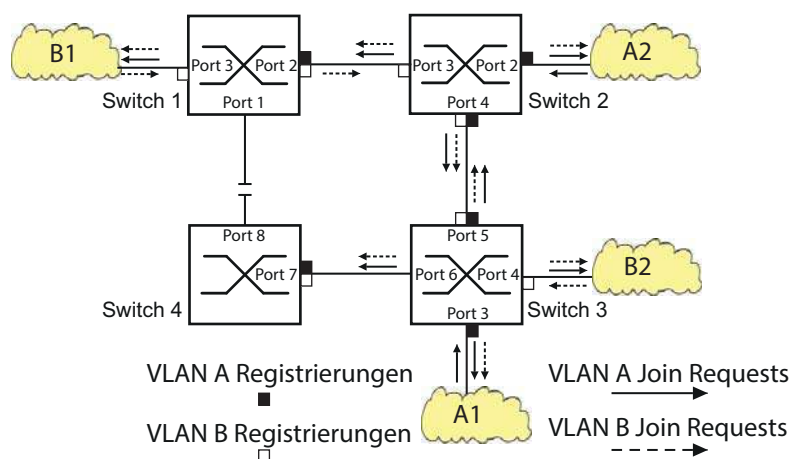 B1
Port 3
Port 2
Switch 1
Port 1
Port 3
Port 2
A2
Port 4
Switch 2
Port 8
Port 7
Switch 4
Port 5
Port 6
Port 4
B2
Port 3
Switch 3
A1
VLAN A Registrierungen
VLAN B Registrierungen
VLAN A Join Requests
VLAN B Join Requests